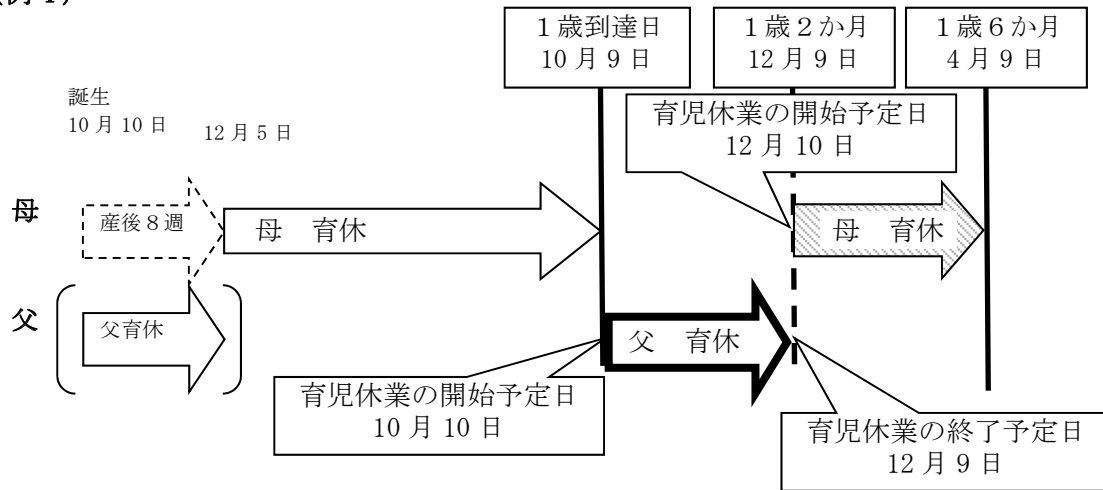 (例1)
1歳到達日
10月9日
1歳2か月
12月9日
1歳6か月
4月9日
誕生
10月10日
12月5日
育児休業の開始予定日
12月10日
母
産後8週
母 育休
母 育休
父
父育休
父 育休
育児休業の開始予定日
10月10日
育児休業の終了予定日
12月9日